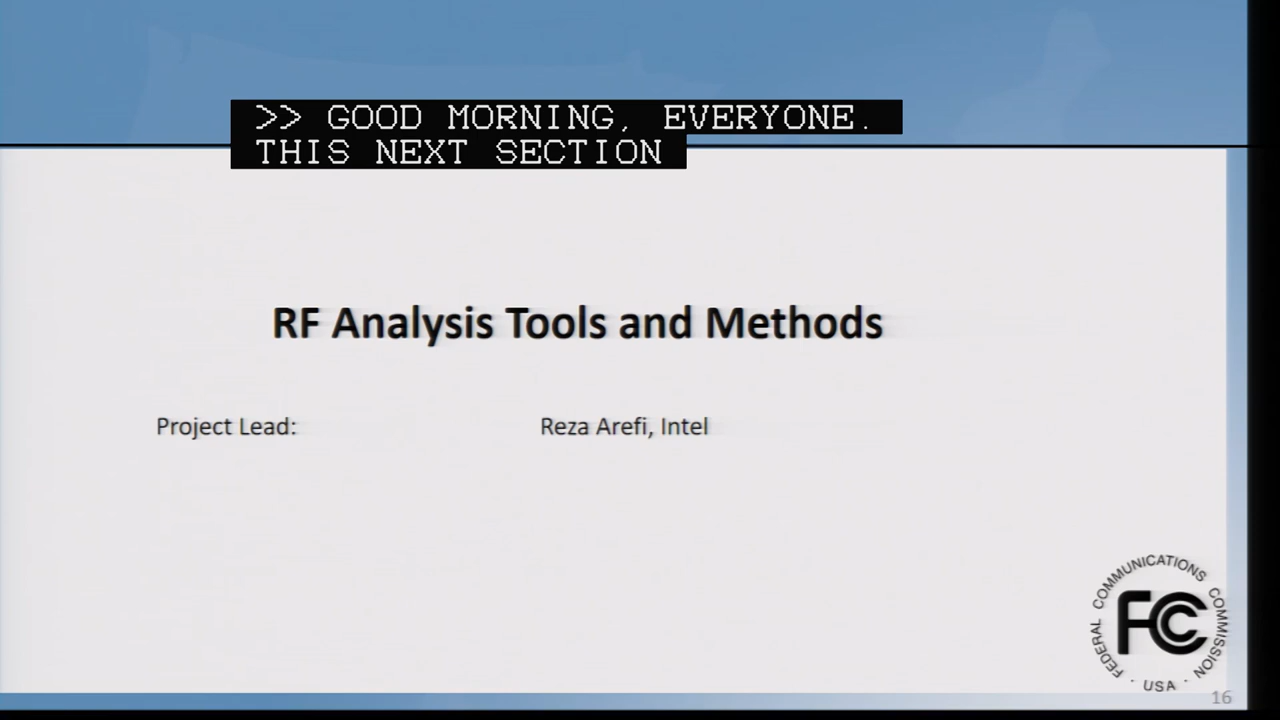 >> GOOD MORNING, EVERYONE.
THIS NEXT SECTION
RF Analysis Tools and Methods
Project Lead: Reza Arefi, Intel
FEDERAL COMMUNICATIONS COMMISSION · USA ·
FCC
16